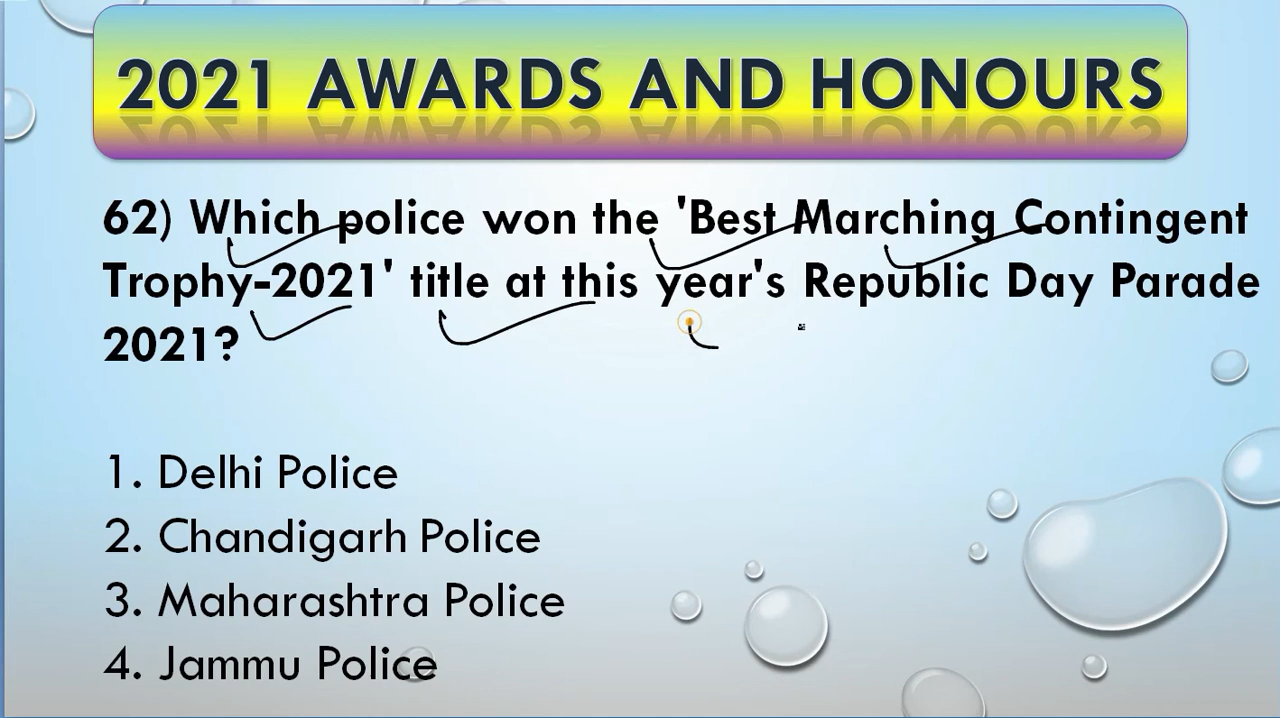 2021 AWARDS AND HONOURS
62) Which police won the 'Best Marching Contingent
Trophy-2021' title at this year's Republic Day Parade
2021?
1. Delhi Police
2. Chandigarh Police
3. Maharashtra Police
4. Jammu Police